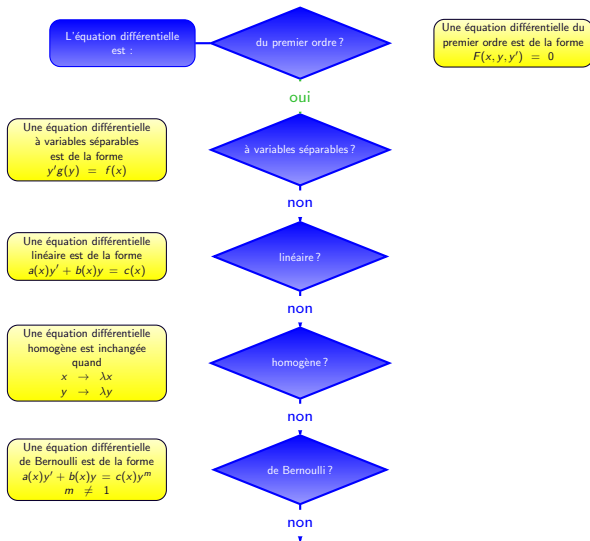 L'équation différentielle
est :
du premier ordre ?
Une équation différentielle du
premier ordre est de la forme
F(x, y, y′) = 0
oui
Une équation différentielle
à variables séparables
est de la forme
y′g(y) = f(x)
à variables séparables ?
non
Une équation différentielle
linéaire est de la forme
a(x)y′ + b(x)y = c(x)
linéaire ?
non
Une équation différentielle
homogène est inchangée
quand
x → λx
y → λy
homogène ?
non
Une équation différentielle
de Bernoulli est de la forme
a(x)y′ + b(x)y = c(x)yᵐ
m ≠ 1
de Bernoulli ?
non